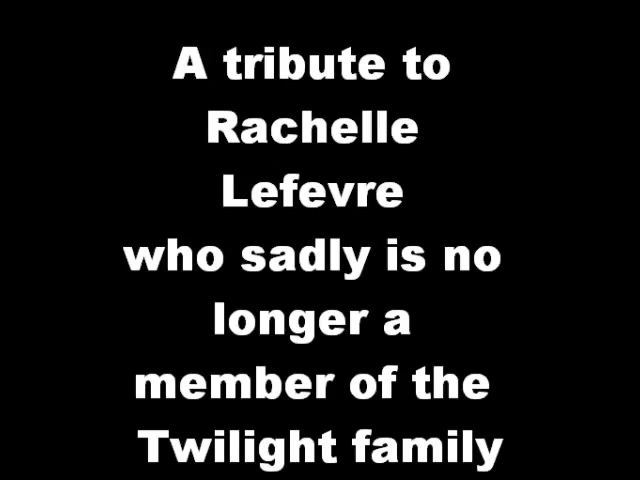 A tribute to
Rachelle
Lefevre
who sadly is no
longer a
member of the
Twilight family